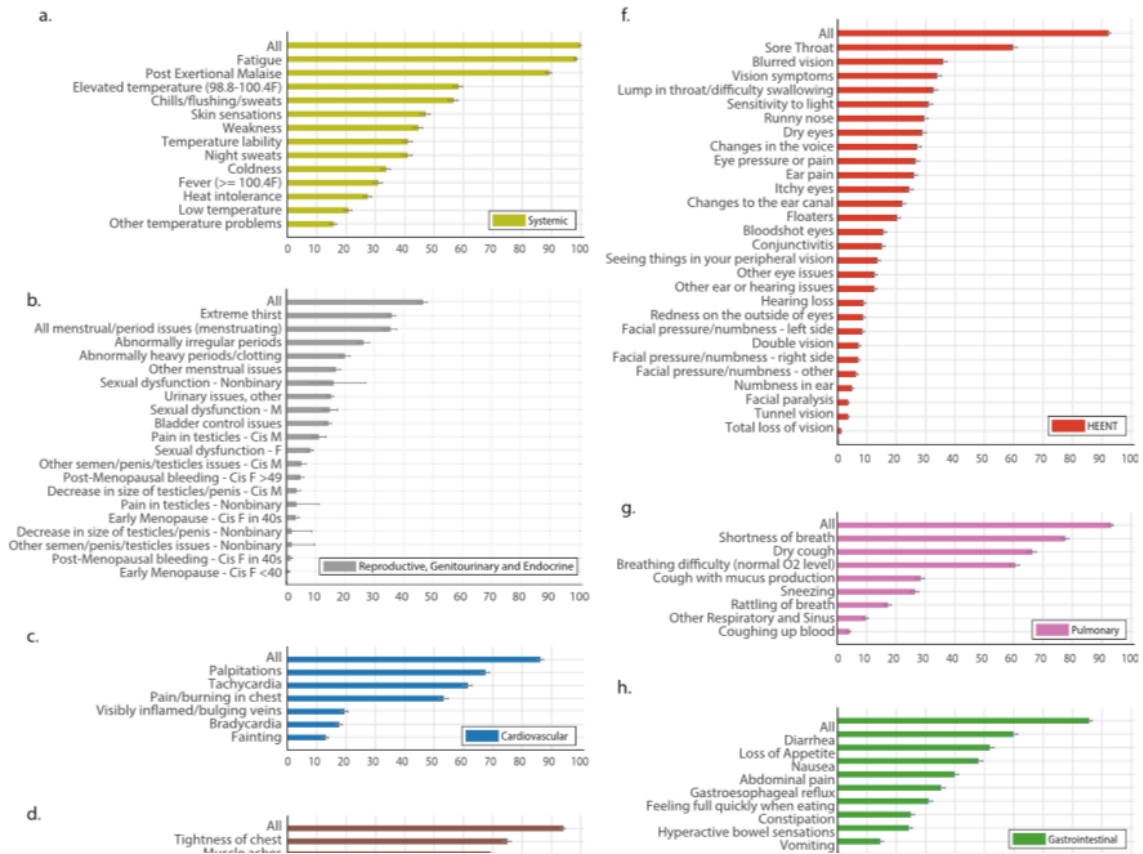 a.
All
Fatigue
Post Exertional Malaise
Elevated temperature (98.8-100.4F)
Chills/flushing/sweats
Skin sensations
Weakness
Temperature lability
Night sweats
Coldness
Fever (>= 100.4F)
Heat intolerance
Low temperature
Other temperature problems
Systemic
0 10 20 30 40 50 60 70 80 90 100
b.
All
Extreme thirst
All menstrual/period issues (menstruating)
Abnormally irregular periods
Abnormally heavy periods/clotting
Other menstrual issues
Sexual dysfunction - Nonbinary
Urinary issues, other
Sexual dysfunction - M
Bladder control issues
Pain in testicles - Cis M
Sexual dysfunction - F
Other semen/penis/testicles issues - Cis M
Post-Menopausal bleeding - Cis F >49
Decrease in size of testicles/penis - Cis M
Pain in testicles - Nonbinary
Early Menopause - Cis F in 40s
Decrease in size of testicles/penis - Nonbinary
Other semen/penis/testicles issues - Nonbinary
Post-Menopausal bleeding - Cis F in 40s
Early Menopause - Cis F <40
Reproductive, Genitourinary and Endocrine
0 10 20 30 40 50 60 70 80 90 100
c.
All
Palpitations
Tachycardia
Pain/burning in chest
Visibly inflamed/bulging veins
Bradycardia
Fainting
Cardiovascular
0 10 20 30 40 50 60 70 80 90 100
d.
All
Tightness of chest
Muscle aches
f.
All
Sore Throat
Blurred vision
Vision symptoms
Lump in throat/difficulty swallowing
Sensitivity to light
Runny nose
Dry eyes
Changes in the voice
Eye pressure or pain
Ear pain
Itchy eyes
Changes to the ear canal
Floaters
Bloodshot eyes
Conjunctivitis
Seeing things in your peripheral vision
Other eye issues
Other ear or hearing issues
Hearing loss
Redness on the outside of eyes
Facial pressure/numbness - left side
Double vision
Facial pressure/numbness - right side
Facial pressure/numbness - other
Numbness in ear
Facial paralysis
Tunnel vision
Total loss of vision
HEENT
0 10 20 30 40 50 60 70 80 90 100
g.
All
Shortness of breath
Dry cough
Breathing difficulty (normal O2 level)
Cough with mucus production
Sneezing
Rattling of breath
Other Respiratory and Sinus
Coughing up blood
Pulmonary
0 10 20 30 40 50 60 70 80 90 100
h.
All
Diarrhea
Loss of Appetite
Nausea
Abdominal pain
Gastroesophageal reflux
Feeling full quickly when eating
Constipation
Hyperactive bowel sensations
Vomiting
Gastrointestinal